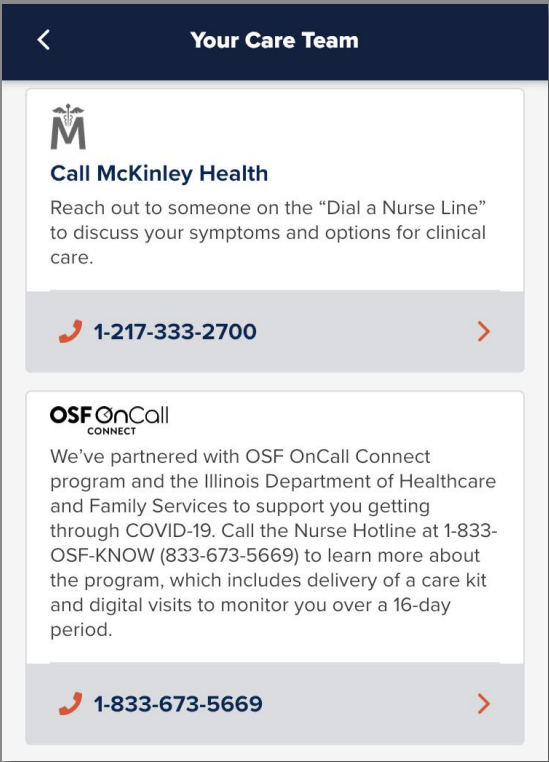 Your Care Team
M
Call McKinley Health
Reach out to someone on the “Dial a Nurse Line”
to discuss your symptoms and options for clinical
care.
1-217-333-2700
OSF OnCall
CONNECT
We’ve partnered with OSF OnCall Connect
program and the Illinois Department of Healthcare
and Family Services to support you getting
through COVID-19. Call the Nurse Hotline at 1-833-
OSF-KNOW (833-673-5669) to learn more about
the program, which includes delivery of a care kit
and digital visits to monitor you over a 16-day
period.
1-833-673-5669